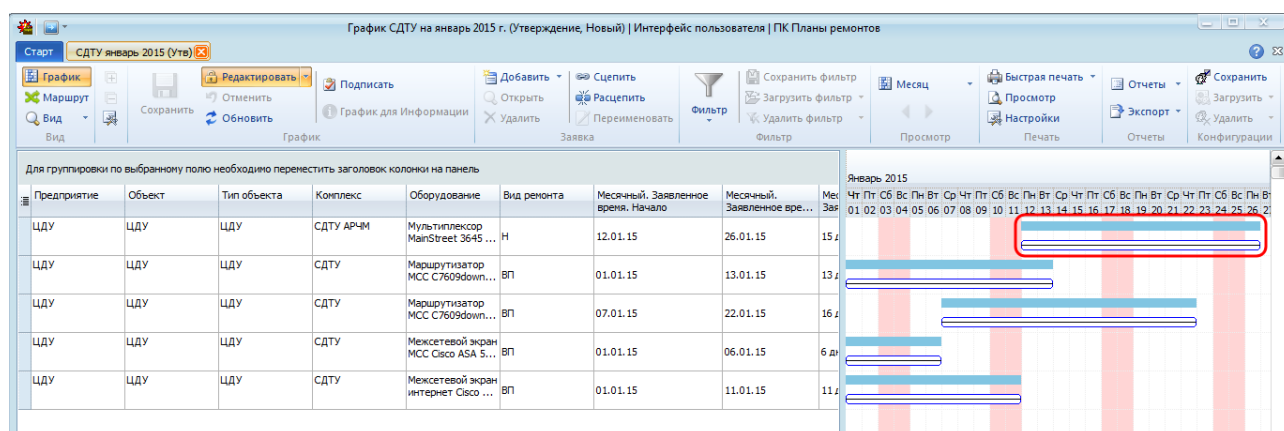 График СДТУ на январь 2015 г. (Утверждение, Новый) | Интерфейс пользователя | ПК Планы ремонтов
Старт СДТУ январь 2015 (Утв)
График Редактировать Подписать Добавить Сцепить Сохранить фильтр Месяц Быстрая печать Отчеты Сохранить
Маршрут Сохранить Отменить Открыть Расцепить Фильтр Загрузить фильтр Просмотр Загрузить
Вид Обновить График для Информации Удалить Переименовать Удалить фильтр Настройки Экспорт Удалить
Вид График Заявка Фильтр Просмотр Печать Отчеты Конфигурации
Для группировки по выбранному полю необходимо переместить заголовок колонки на панель
Январь 2015
Предприятие Объект Тип объекта Комплекс Оборудование Вид ремонта Месячный. Заявленное время. Начало Месячный. Заявленное вре... Мес Зая
Чт Пт Сб Вс Пн Вт Ср Чт Пт Сб Вс Пн Вт Ср Чт Пт Сб Вс Пн Вт Ср Чт Пт Сб Вс Пн Вт
01 02 03 04 05 06 07 08 09 10 11 12 13 14 15 16 17 18 19 20 21 22 23 24 25 26
ЦДУ ЦДУ ЦДУ СДТУ АРЧМ Мультиплексор MainStreet 3645 ... Н 12.01.15 26.01.15 15 д
ЦДУ ЦДУ ЦДУ СДТУ Маршрутизатор МСС C7609down... ВП 01.01.15 13.01.15 13 д
ЦДУ ЦДУ ЦДУ СДТУ Маршрутизатор МСС C7609down... ВП 07.01.15 22.01.15 16 д
ЦДУ ЦДУ ЦДУ СДТУ Межсетевой экран МСС Cisco ASA 5... ВП 01.01.15 06.01.15 6 дн
ЦДУ ЦДУ ЦДУ СДТУ Межсетевой экран интернет Cisco ... ВП 01.01.15 11.01.15 11 д